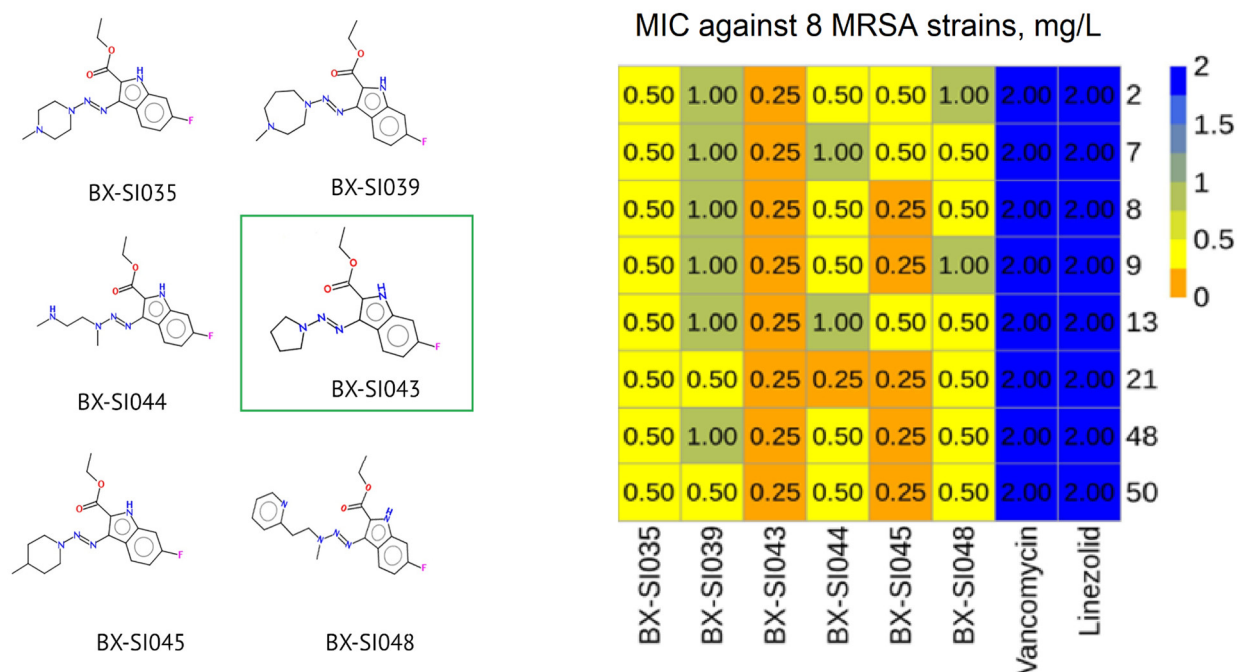 BX-SI035
BX-SI039
BX-SI044
BX-SI043
BX-SI045
BX-SI048
MIC against 8 MRSA strains, mg/L
0.50 1.00 0.25 0.50 0.50 1.00 2.00 2.00 2
0.50 1.00 0.25 1.00 0.50 0.50 2.00 2.00 7
0.50 1.00 0.25 0.50 0.25 0.50 2.00 2.00 8
0.50 1.00 0.25 0.50 0.25 1.00 2.00 2.00 9
0.50 1.00 0.25 1.00 0.50 0.50 2.00 2.00 13
0.50 0.50 0.25 0.25 0.25 0.50 2.00 2.00 21
0.50 1.00 0.25 0.50 0.25 0.50 2.00 2.00 48
0.50 0.50 0.25 0.50 0.25 0.50 2.00 2.00 50
BX-SI035
BX-SI039
BX-SI043
BX-SI044
BX-SI045
BX-SI048
Vancomycin
Linezolid
2
1.5
1
0.5
0
O
O
H
N
N
N
N
N
F
O
O
H
N
N
N
N
N
F
O
O
H
N
H
N
N
N
N
F
O
O
H
N
N
N
N
F
O
O
H
N
N
N
N
F
O
O
H
N
N
N
N
N
F